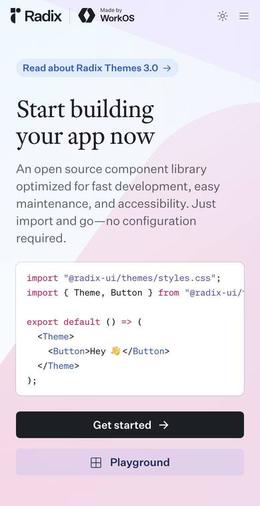 Radix
Made by
WorkOS
Read about Radix Themes 3.0 →
Start building
your app now
An open source component library
optimized for fast development, easy
maintenance, and accessibility. Just
import and go—no configuration
required.
import "@radix-ui/themes/styles.css";
import { Theme, Button } from "@radix-ui/
export default () => (
<Theme>
<Button>Hey 👋</Button>
</Theme>
);
Get started →
Playground